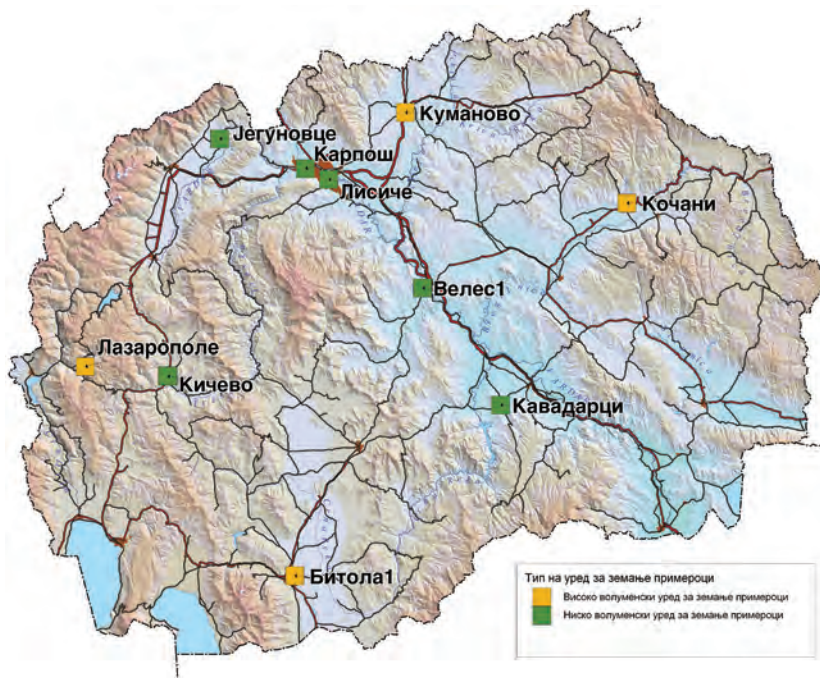 Куманово
Јегуновце
Карпош
Лисиче
Кочани
Велес1
Лазарополе
Кичево
Кавадарци
Битола1
Тип на уред за земање примероци
Високо волуменски уред за земање примероци
Ниско волуменски уред за земање примероци